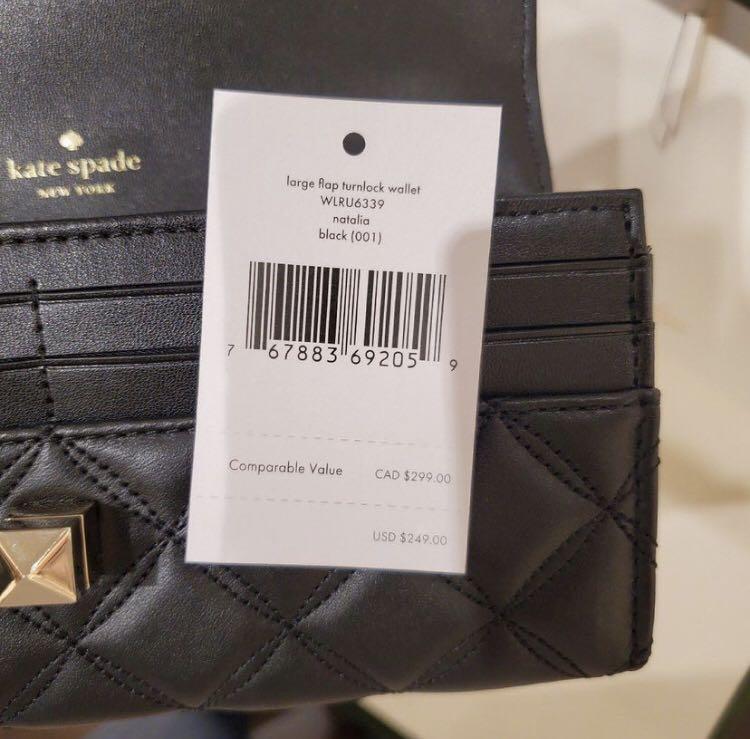 kate spade
NEW YORK
large flap turnlock wallet
WLRU6339
natalia
black (001)
7 67883 69205 9
Comparable Value CAD $299.00
USD $249.00